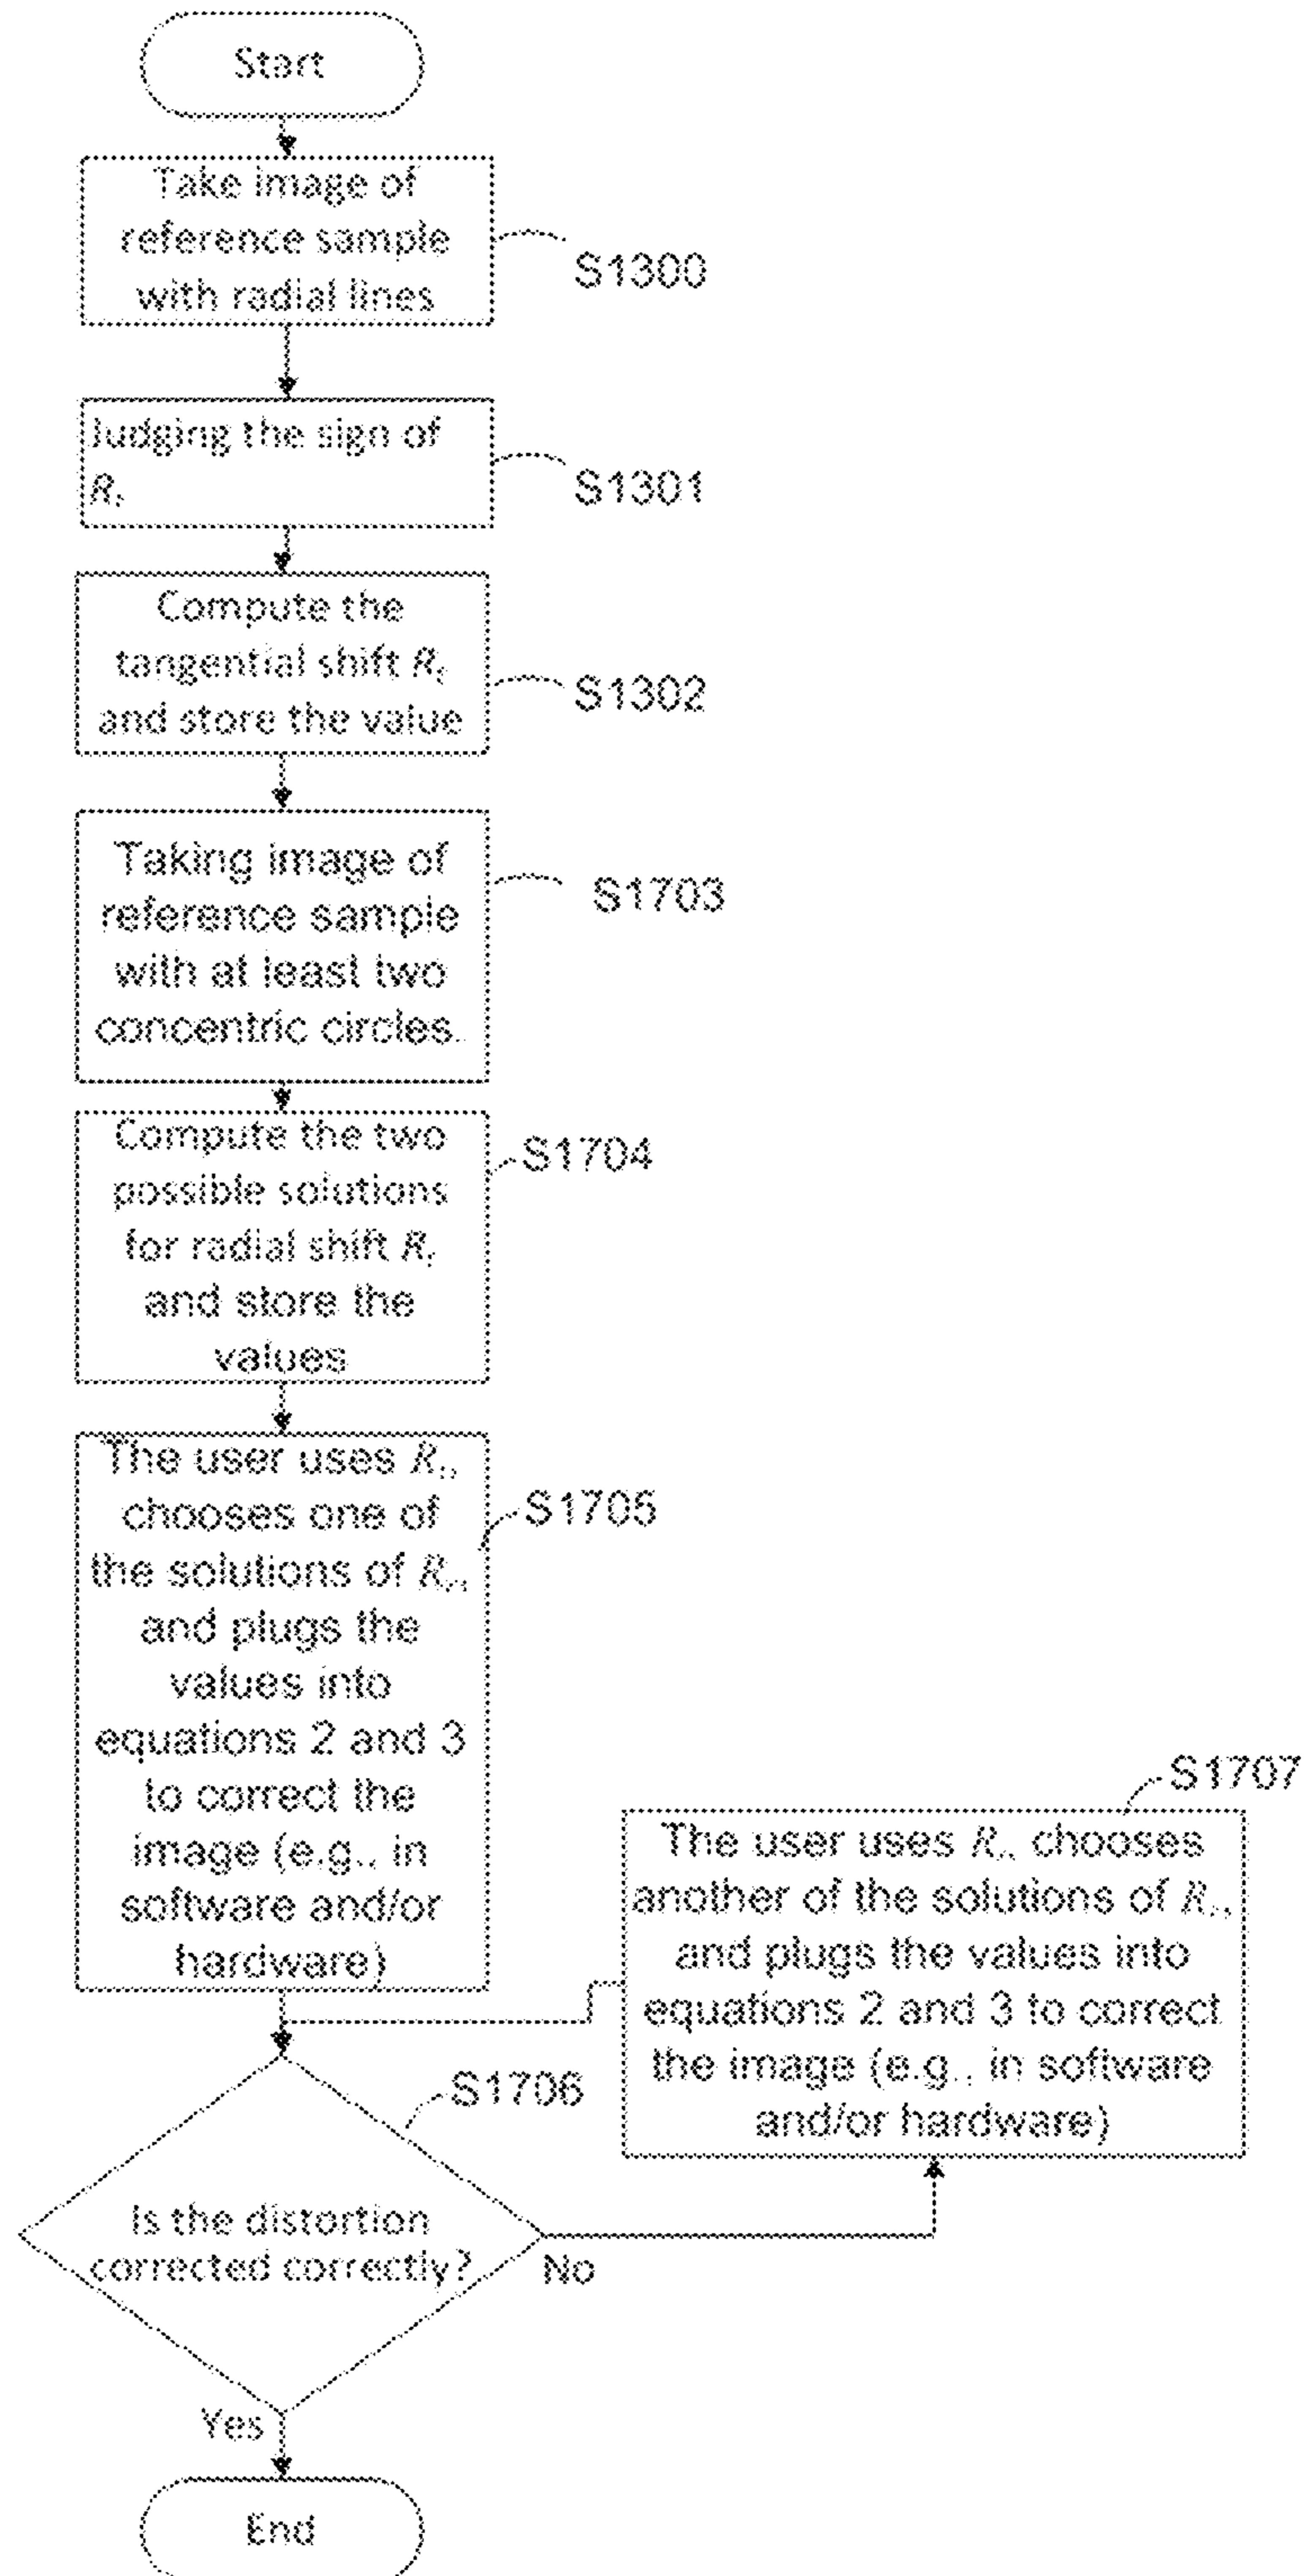 Start
Take image of
reference sample
with radial lines
S1300
Judging the sign of
Rt
S1301
Compute the
tangential shift Rt
and store the value
S1302
Taking image of
reference sample
with at least two
concentric circles.
S1703
Compute the two
possible solutions
for radial shift Rr
and store the
values
S1704
The user uses Rt,
chooses one of
the solutions of Rr,
and plugs the
values into
equations 2 and 3
to correct the
image (e.g., in
software and/or
hardware)
S1705
S1707
The user uses Rt, chooses
another of the solutions of Rr,
and plugs the values into
equations 2 and 3 to correct
the image (e.g., in software
and/or hardware)
S1706
Is the distortion
corrected correctly?
No
Yes
End